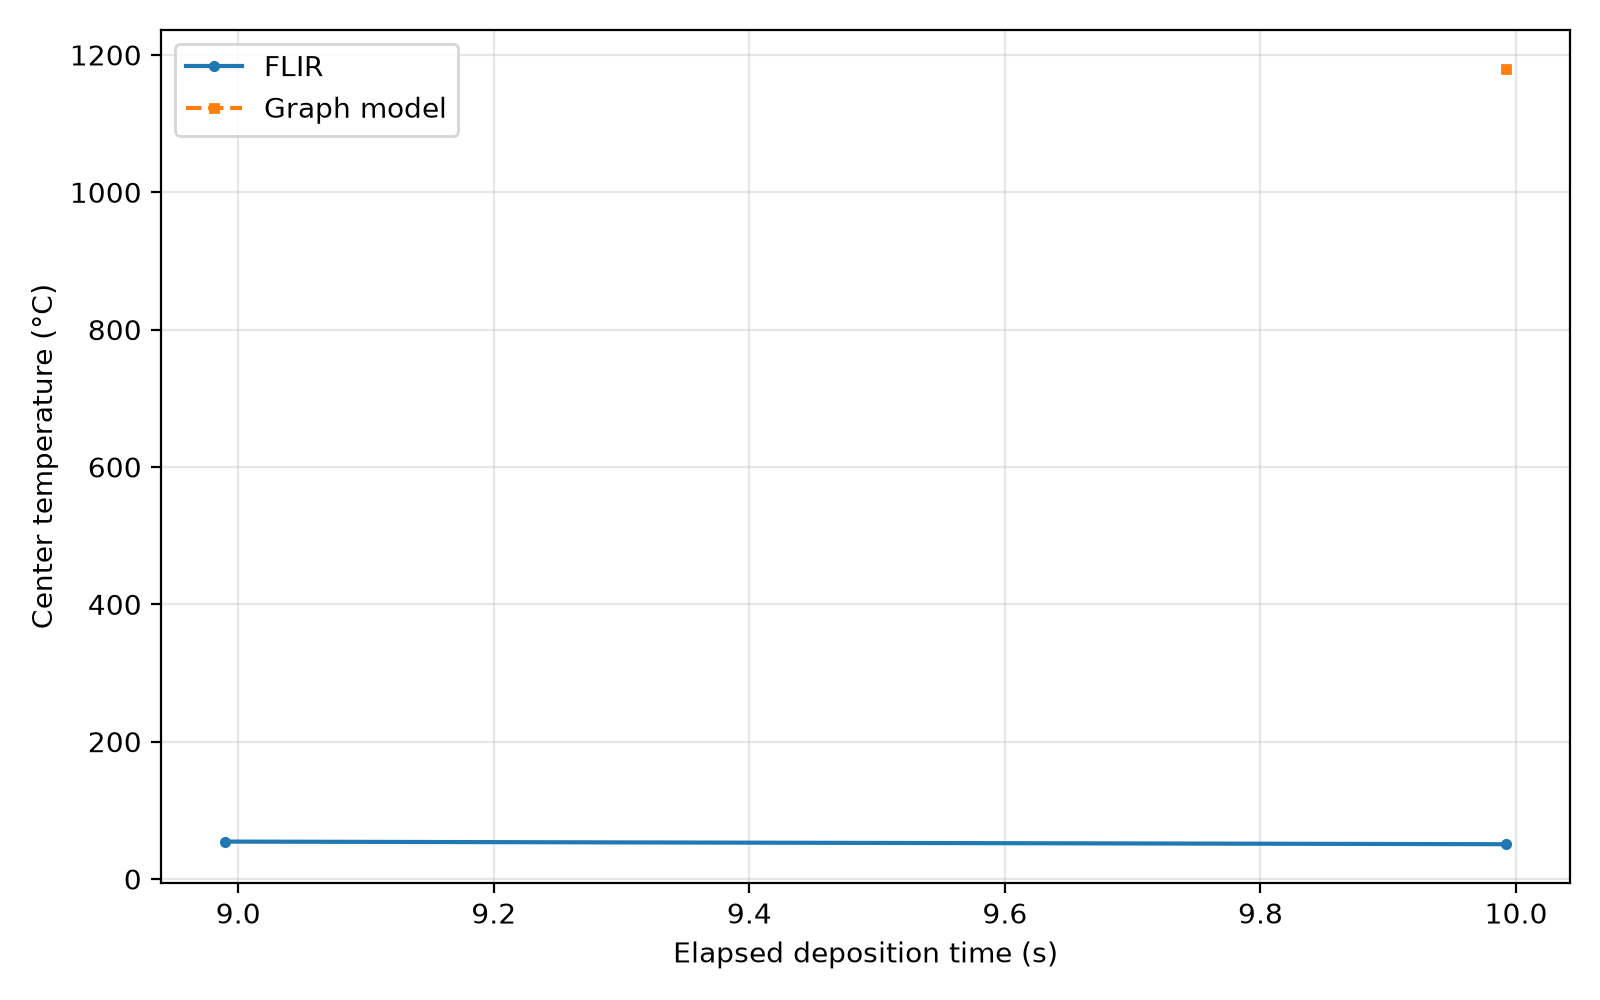 1200
1000
800
600
400
200
0
Center temperature (°C)
FLIR
Graph model
9.0 9.2 9.4 9.6 9.8 10.0
Elapsed deposition time (s)